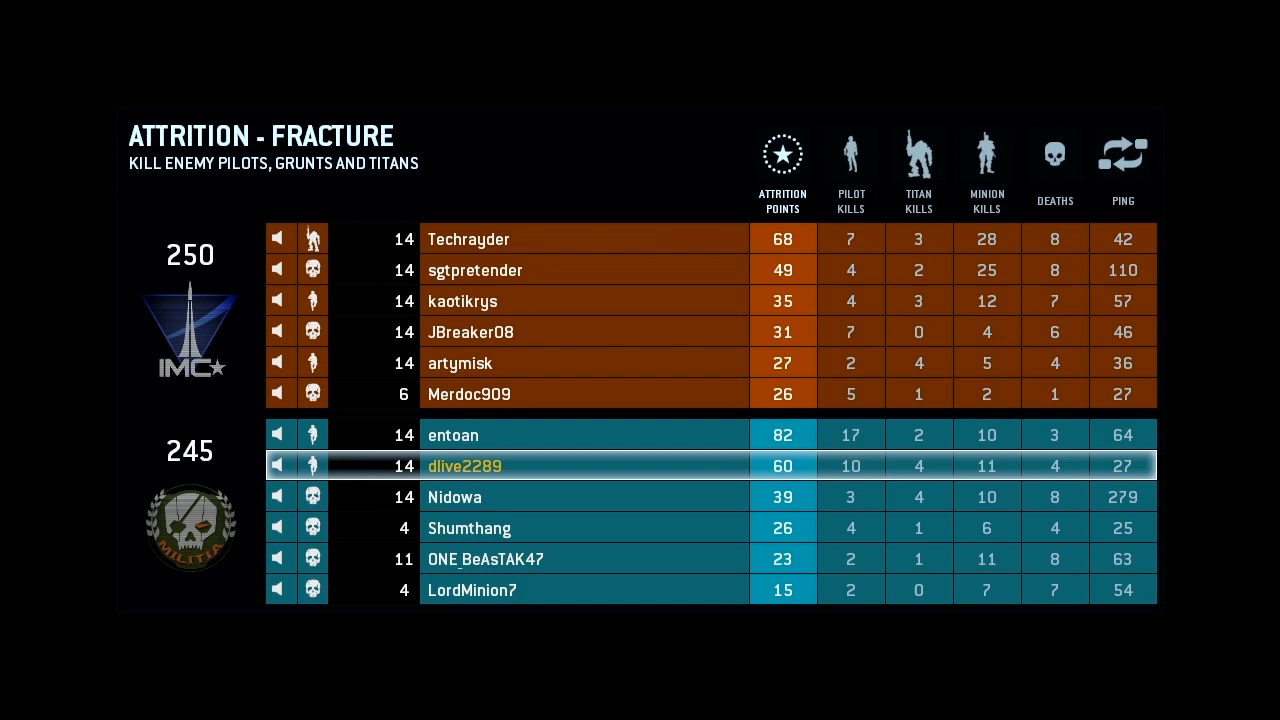 ATTRITION - FRACTURE
KILL ENEMY PILOTS, GRUNTS AND TITANS
ATTRITION POINTS PILOT KILLS TITAN KILLS MINION KILLS DEATHS PING
250
IMC
14 Techrayder 68 7 3 28 8 42
14 sgtpretender 49 4 2 25 8 110
14 kaotikrys 35 4 3 12 7 57
14 JBreaker08 31 7 0 4 6 46
14 artymisk 27 2 4 5 4 36
6 Merdoc909 26 5 1 2 1 27
245
MILITIA
14 entoan 82 17 2 10 3 64
14 dlive2289 60 10 4 11 4 27
14 Nidowa 39 3 4 10 8 279
4 Shumthang 26 4 1 6 4 25
11 ONE_BeAsTAK47 23 2 1 11 8 63
4 LordMinion7 15 2 0 7 7 54